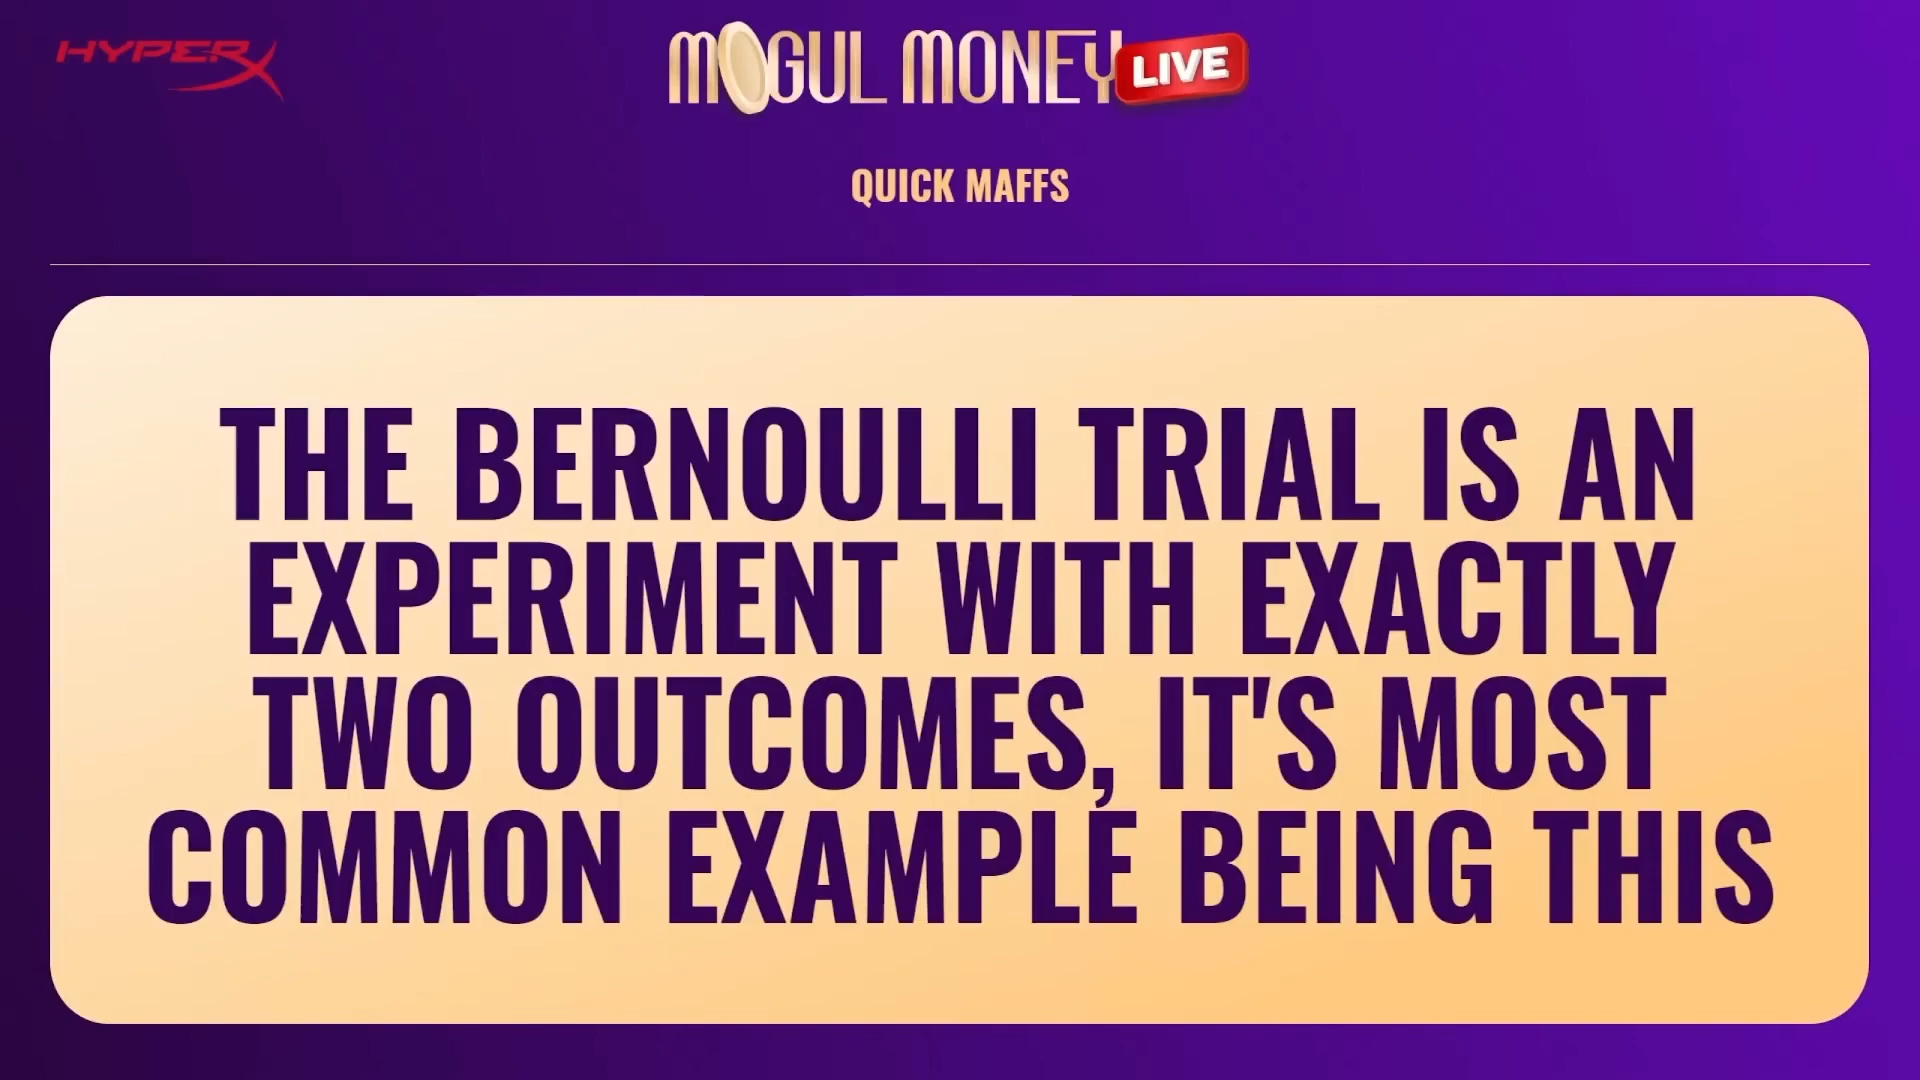 HYPERX
MOGUL MONEY LIVE
QUICK MAFFS
THE BERNOULLI TRIAL IS AN
EXPERIMENT WITH EXACTLY
TWO OUTCOMES, IT'S MOST
COMMON EXAMPLE BEING THIS